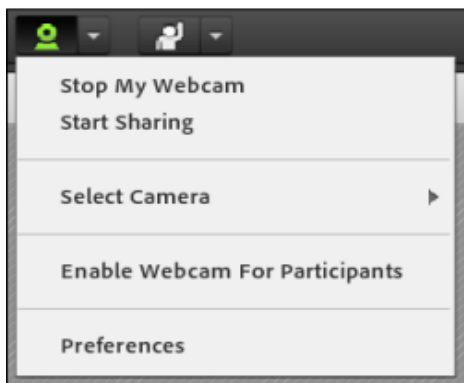 Stop My Webcam
Start Sharing
Select Camera
Enable Webcam For Participants
Preferences